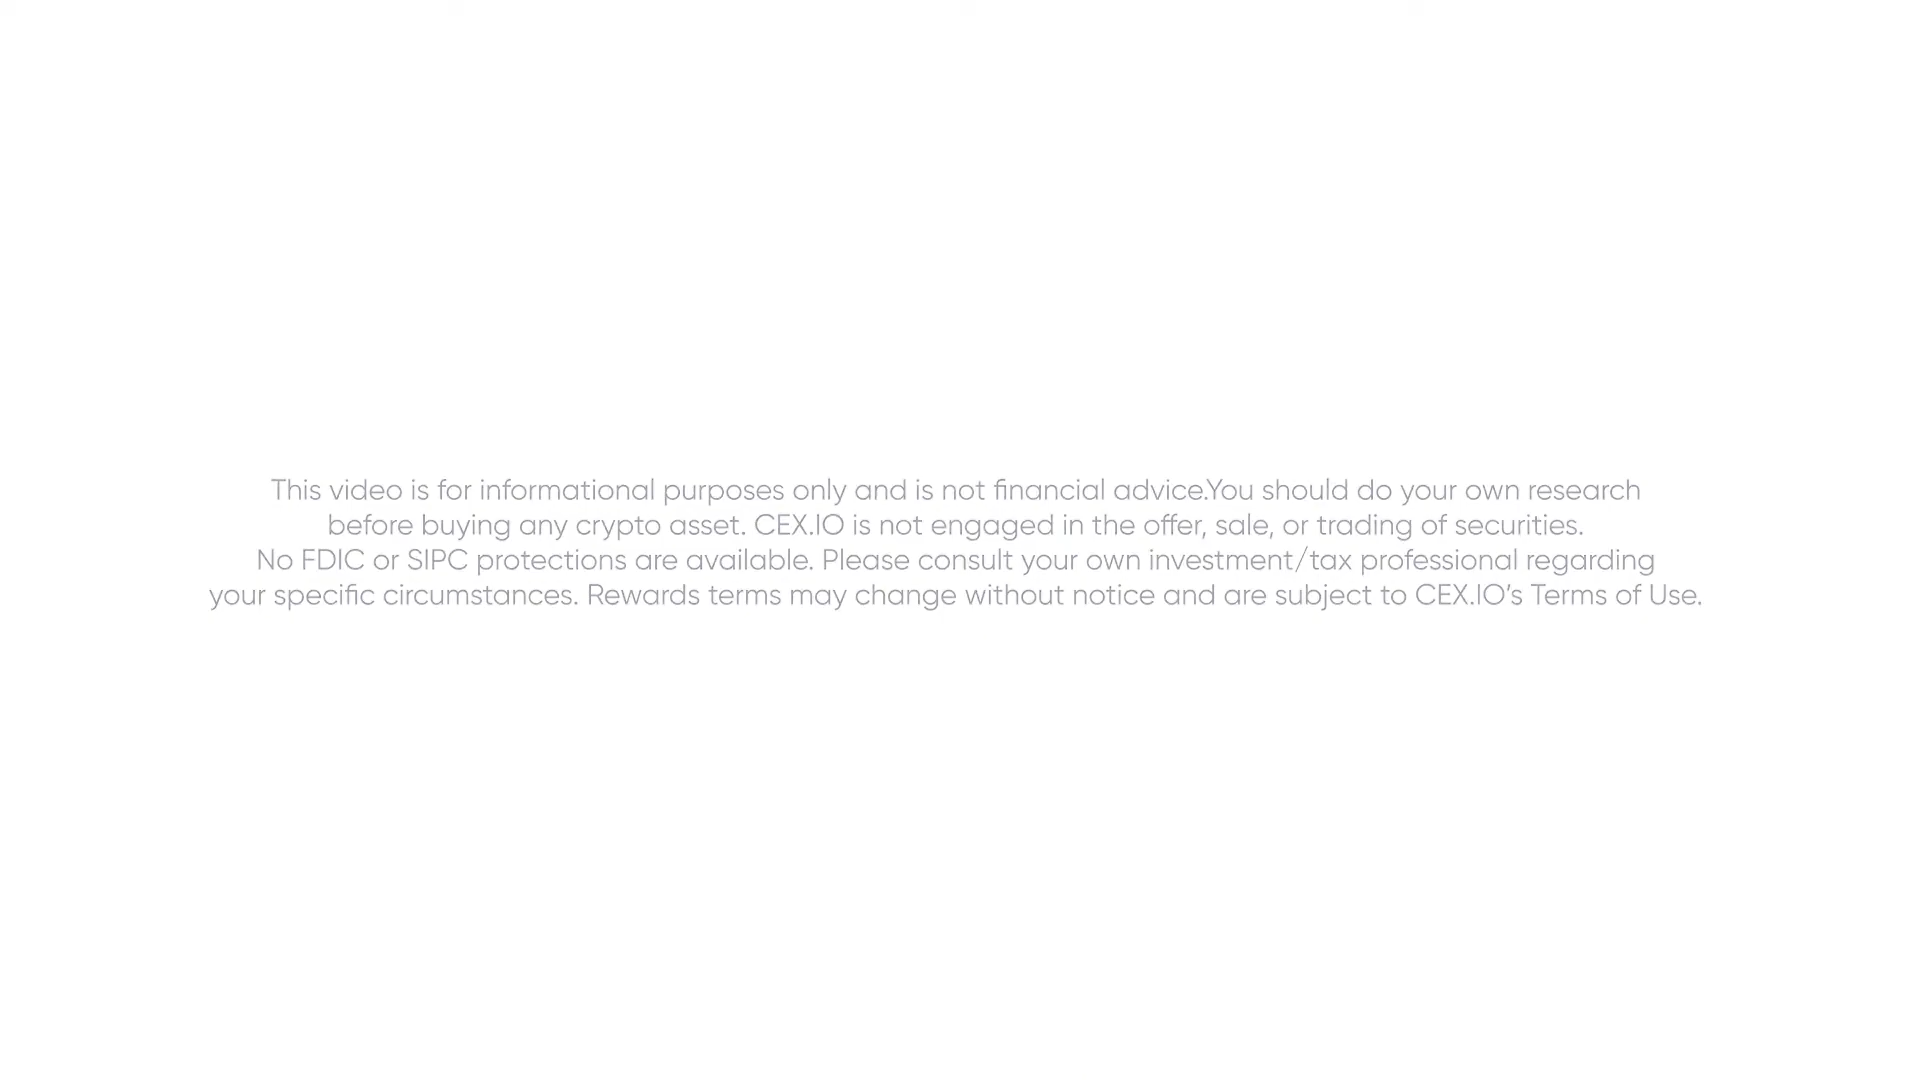 This video is for informational purposes only and is not financial advice.You should do your own research
before buying any crypto asset. CEX.IO is not engaged in the offer, sale, or trading of securities.
No FDIC or SIPC protections are available. Please consult your own investment/tax professional regarding
your specific circumstances. Rewards terms may change without notice and are subject to CEX.IO’s Terms of Use.